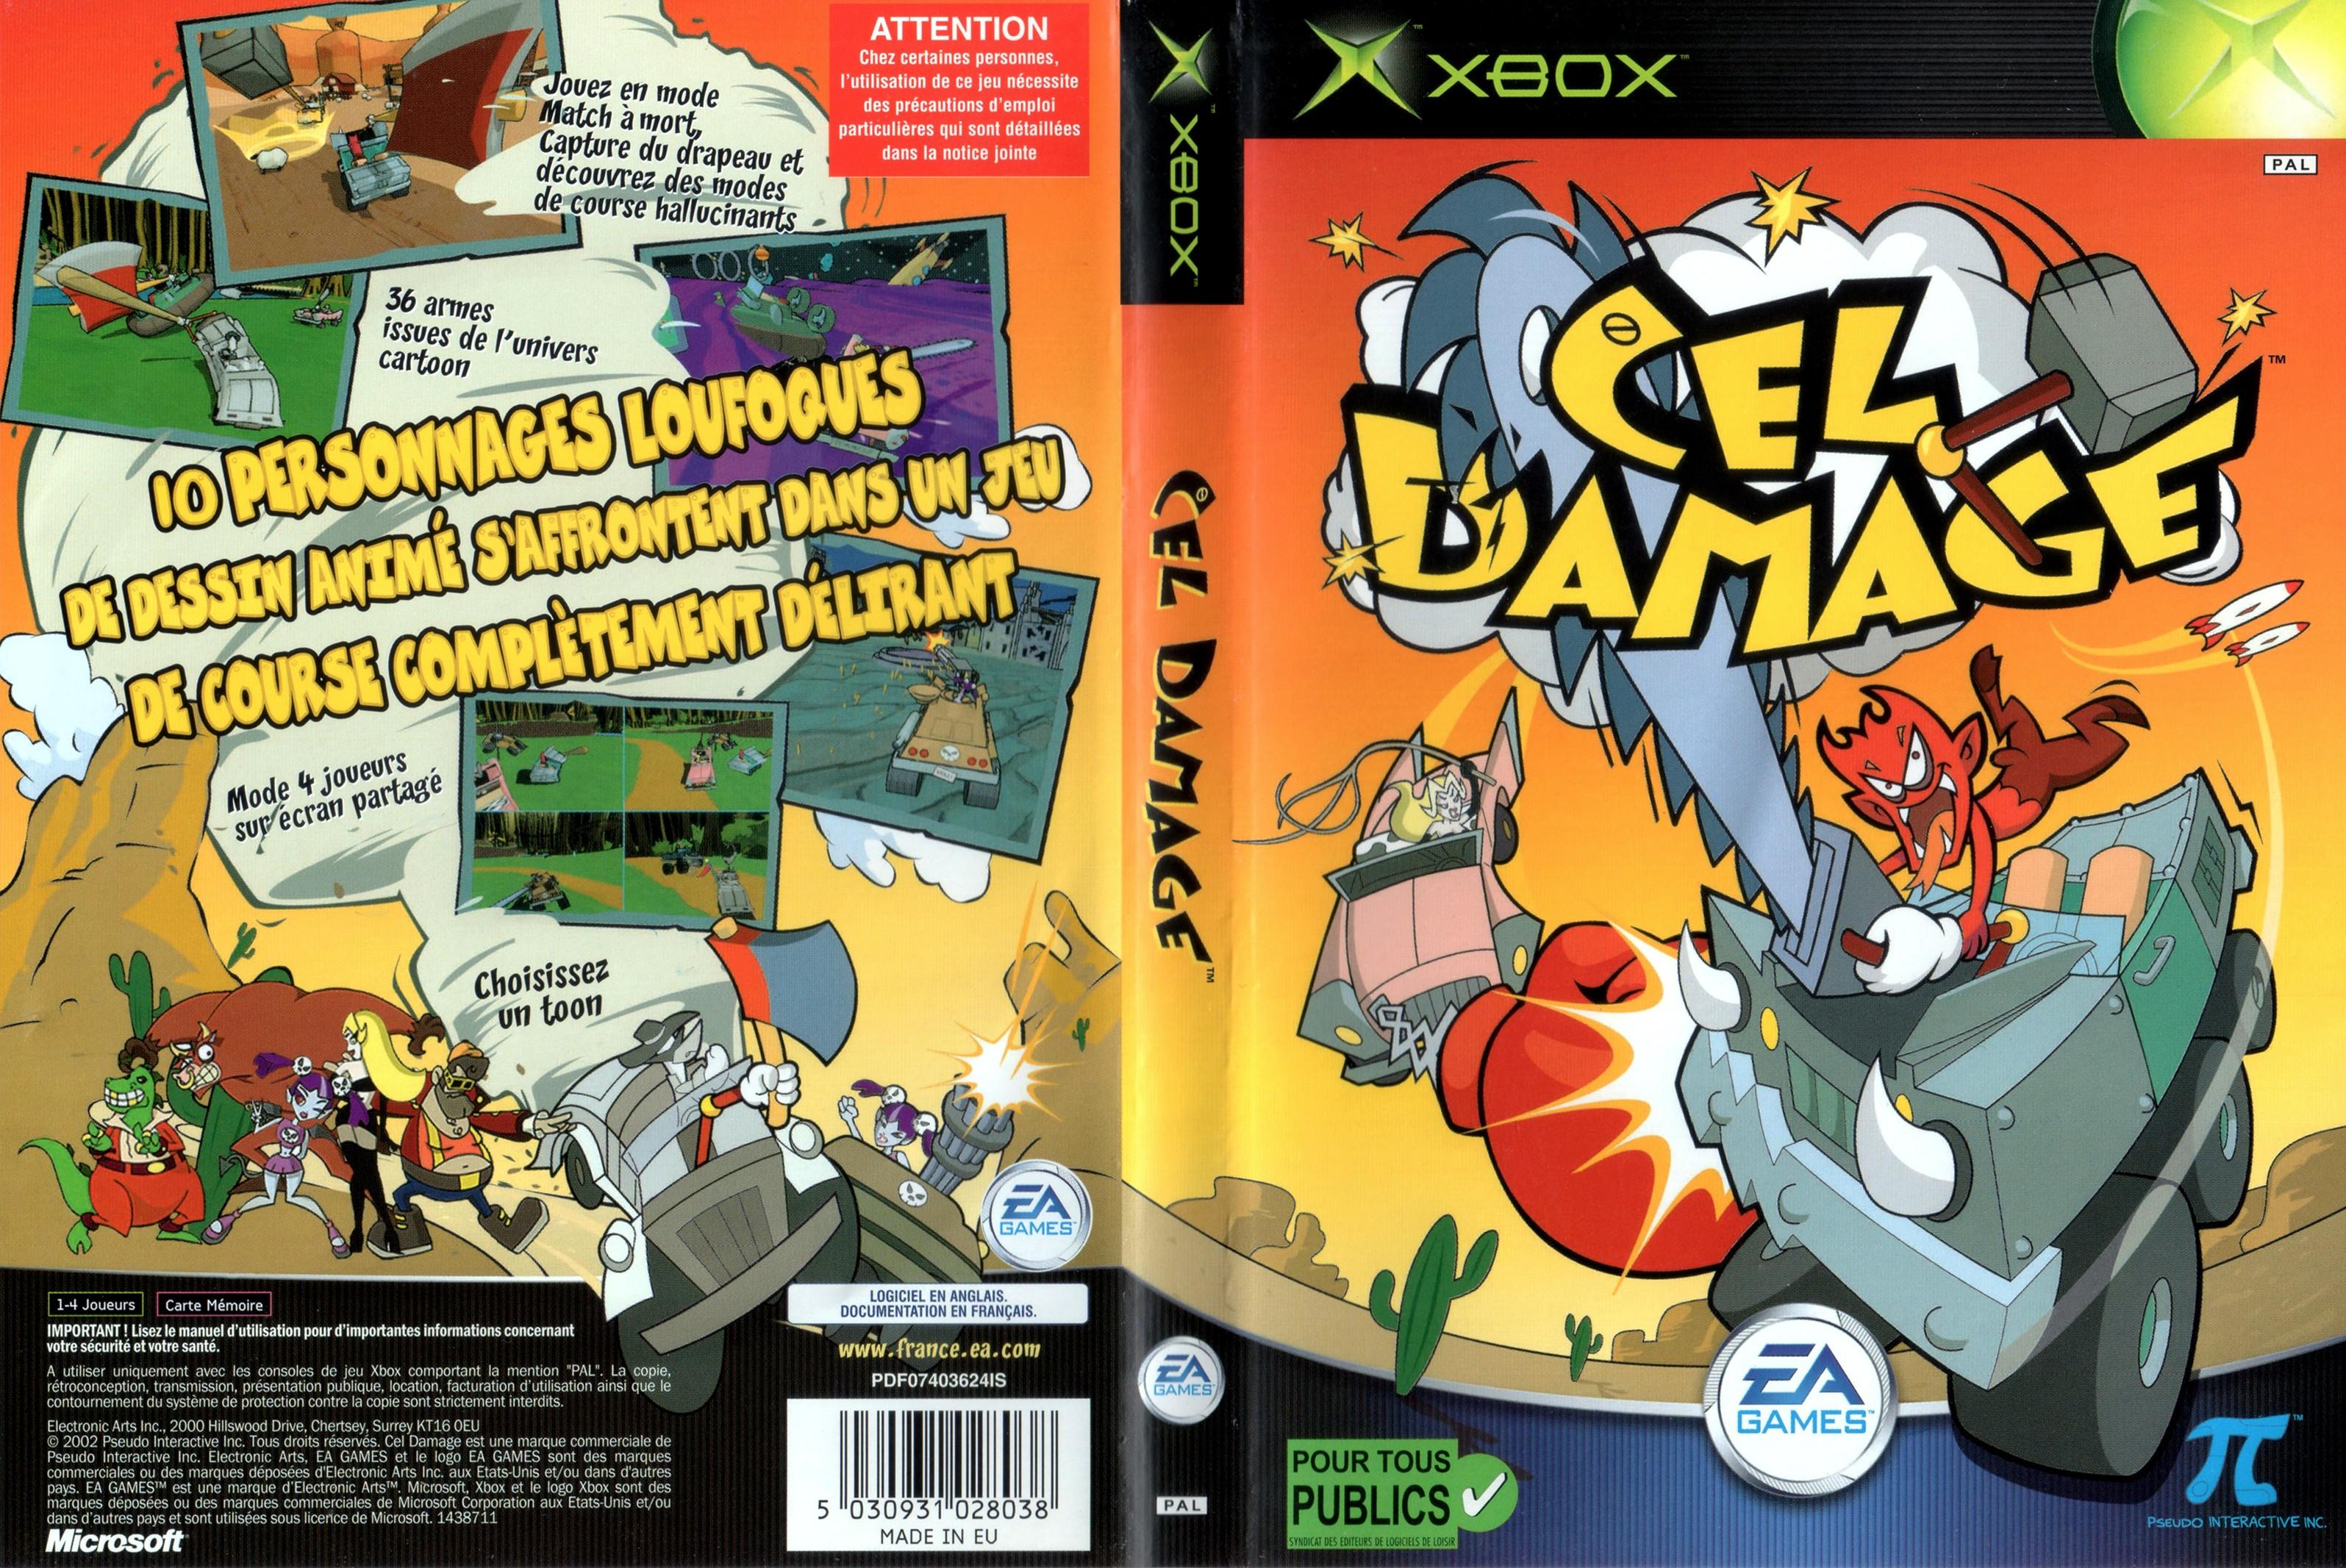 Jouez en mode
Match à mort,
Capture du drapeau et
découvrez des modes
de course hallucinants
ATTENTION
Chez certaines personnes,
l'utilisation de ce jeu nécessite
des précautions d'emploi
particulières qui sont détaillées
dans la notice jointe
36 armes
issues de l'univers
cartoon
10 PERSONNAGES LOUFOQUES
DE DESSIN ANIMÉ S'AFFRONTENT DANS UN JEU
DE COURSE COMPLÈTEMENT DÉLIRANT
Mode 4 joueurs
sur écran partagé
Choisissez
un toon
EA
GAMES™
1-4 Joueurs
Carte Mémoire
IMPORTANT ! Lisez le manuel d'utilisation pour d'importantes informations concernant
votre sécurité et votre santé.
A utiliser uniquement avec les consoles de jeu Xbox comportant la mention "PAL". La copie,
rétroconception, transmission, présentation publique, location, facturation d'utilisation ainsi que le
contournement du système de protection contre la copie sont strictement interdits.
Electronic Arts Inc., 2000 Hillswood Drive, Chertsey, Surrey KT16 0EU
© 2002 Pseudo Interactive Inc. Tous droits réservés. Cel Damage est une marque commerciale de
Pseudo Interactive Inc. Electronic Arts, EA GAMES et le logo EA GAMES sont des marques
commerciales ou des marques déposées d'Electronic Arts Inc. aux Etats-Unis et/ou dans d'autres
pays. EA GAMES™ est une marque d'Electronic Arts™. Microsoft, Xbox et le logo Xbox sont des
marques déposées ou des marques commerciales de Microsoft Corporation aux Etats-Unis et/ou
dans d'autres pays et sont utilisées sous licence de Microsoft. 1438711
Microsoft
LOGICIEL EN ANGLAIS.
DOCUMENTATION EN FRANÇAIS.
www.france.ea.com
PDF07403624IS
5 030931 028038
MADE IN EU
XBOX™
CEL DAMAGE™
EA
GAMES™
PAL
XBOX™
PAL
CEL
DAMAGE™
EA
GAMES™
POUR TOUS
PUBLICS
SYNDICAT DES EDITEURS DE LOGICIELS DE LOISIR
PSEUDO INTERACTIVE INC.